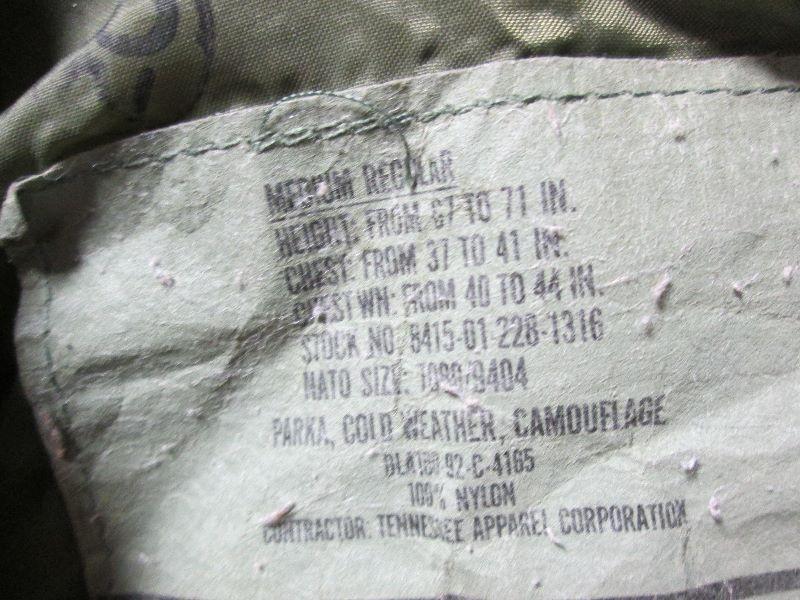 MEDIUM REGULAR
HEIGHT: FROM 67 TO 71 IN.
CHEST: FROM 37 TO 41 IN.
CHEST WN: FROM 40 TO 44 IN.
STOCK NO. 8415-01-228-1316
NATO SIZE: 7080/9404
PARKA, COLD WEATHER, CAMOUFLAGE
DLA100-92-C-4165
100% NYLON
CONTRACTOR: TENNESSEE APPAREL CORPORATION